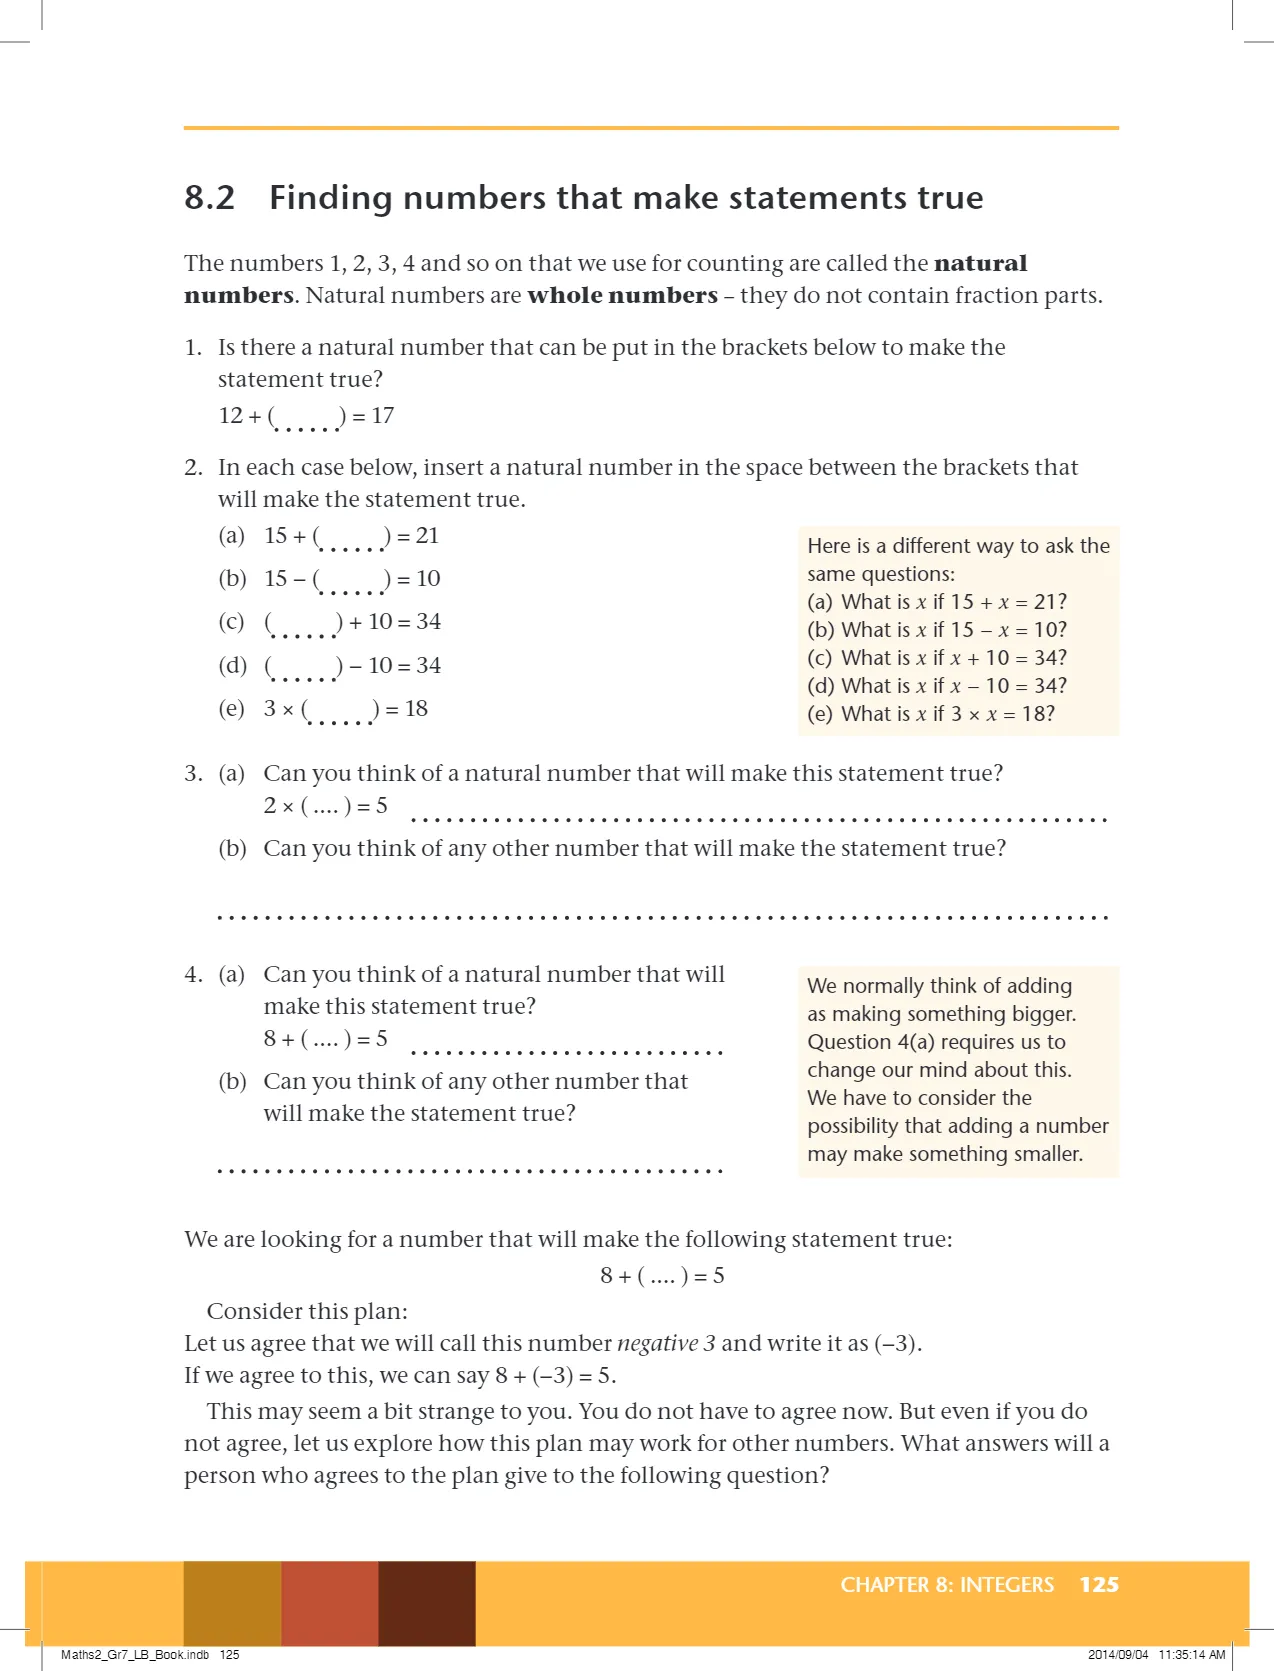 8.2 Finding numbers that make statements true
The numbers 1, 2, 3, 4 and so on that we use for counting are called the natural
numbers. Natural numbers are whole numbers – they do not contain fraction parts.
1. Is there a natural number that can be put in the brackets below to make the
statement true?
12 + (......) = 17
2. In each case below, insert a natural number in the space between the brackets that
will make the statement true.
(a) 15 + (......) = 21
(b) 15 – (......) = 10
(c) (......) + 10 = 34
(d) (......) – 10 = 34
(e) 3 × (......) = 18
Here is a different way to ask the
same questions:
(a) What is x if 15 + x = 21?
(b) What is x if 15 – x = 10?
(c) What is x if x + 10 = 34?
(d) What is x if x – 10 = 34?
(e) What is x if 3 × x = 18?
3. (a) Can you think of a natural number that will make this statement true?
2 × ( .... ) = 5
(b) Can you think of any other number that will make the statement true?
4. (a) Can you think of a natural number that will
make this statement true?
8 + ( .... ) = 5
(b) Can you think of any other number that
will make the statement true?
We normally think of adding
as making something bigger.
Question 4(a) requires us to
change our mind about this.
We have to consider the
possibility that adding a number
may make something smaller.
We are looking for a number that will make the following statement true:
8 + ( .... ) = 5
Consider this plan:
Let us agree that we will call this number negative 3 and write it as (–3).
If we agree to this, we can say 8 + (–3) = 5.
This may seem a bit strange to you. You do not have to agree now. But even if you do
not agree, let us explore how this plan may work for other numbers. What answers will a
person who agrees to the plan give to the following question?
CHAPTER 8: INTEGERS 125
Maths2_Gr7_LB_Book.indb 125
2014/09/04 11:35:14 AM